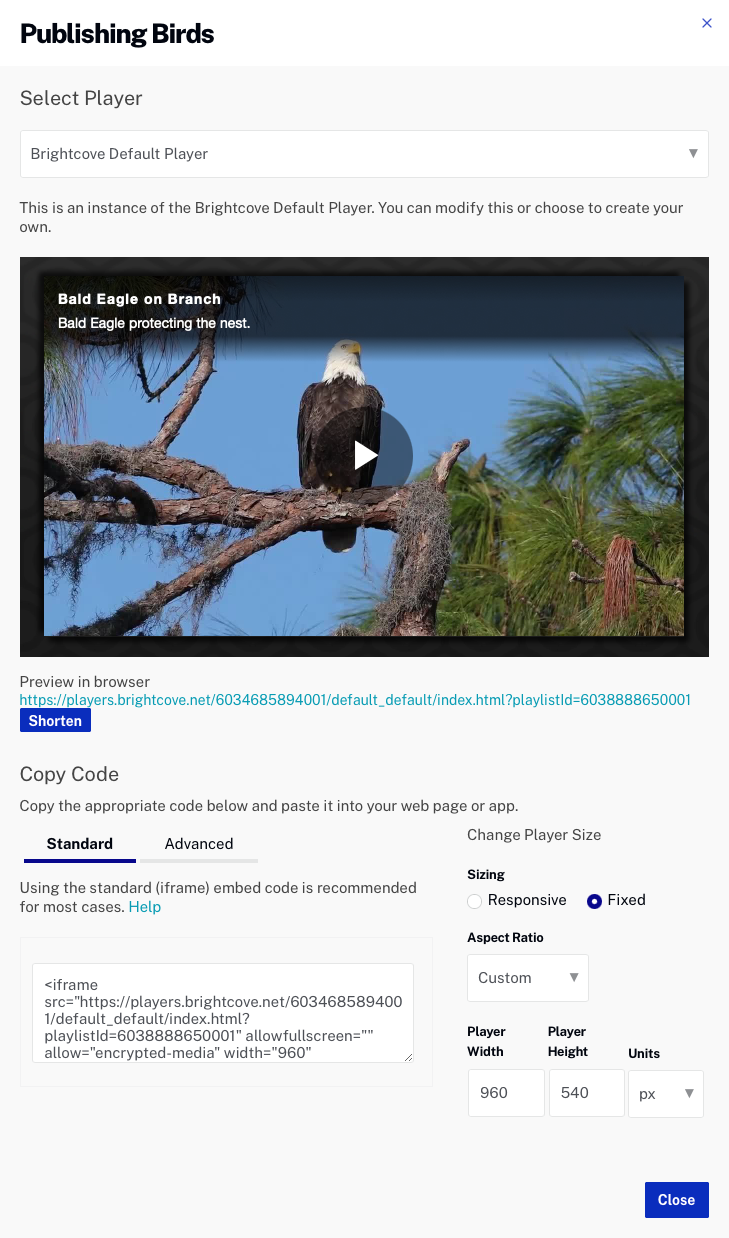 Publishing Birds
Select Player
Brightcove Default Player
This is an instance of the Brightcove Default Player. You can modify this or choose to create your
own.
Bald Eagle on Branch
Bald Eagle protecting the nest.
Preview in browser
https://players.brightcove.net/6034685894001/default_default/index.html?playlistId=6038888650001
Shorten
Copy Code
Copy the appropriate code below and paste it into your web page or app.
Standard
Advanced
Using the standard (iframe) embed code is recommended
for most cases. Help
<iframe
src="https://players.brightcove.net/603468589400
1/default_default/index.html?
playlistId=6038888650001" allowfullscreen=""
allow="encrypted-media" width="960"
Change Player Size
Sizing
Responsive
Fixed
Aspect Ratio
Custom
Player
Width
Player
Height
Units
960
540
px
Close